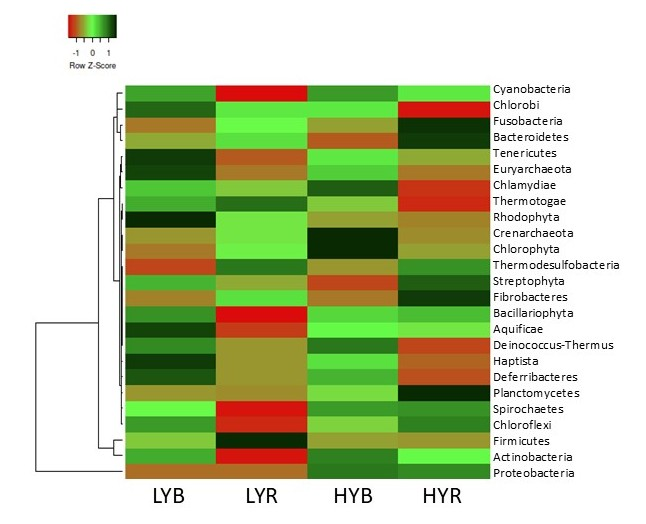 -1 0 1
Row Z-Score
Cyanobacteria
Chlorobi
Fusobacteria
Bacteroidetes
Tenericutes
Euryarchaeota
Chlamydiae
Thermotogae
Rhodophyta
Crenarchaeota
Chlorophyta
Thermodesulfobacteria
Streptophyta
Fibrobacteres
Bacillariophyta
Aquificae
Deinococcus-Thermus
Haptista
Deferribacteres
Planctomycetes
Spirochaetes
Chloroflexi
Firmicutes
Actinobacteria
Proteobacteria
LYB LYR HYB HYR